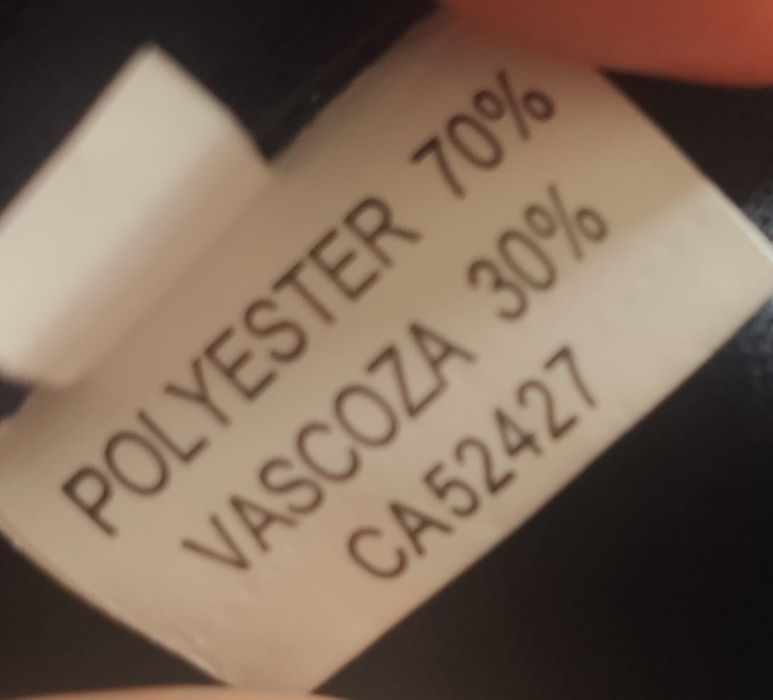 POLYESTER 70%
VASCOZA 30%
CA52427